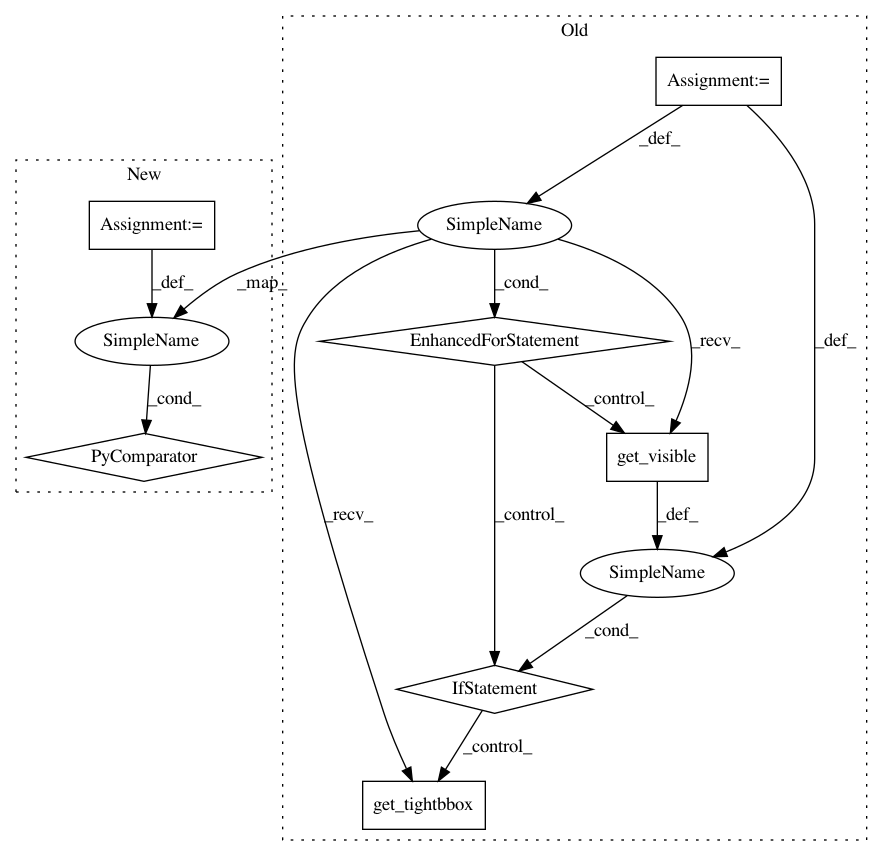 Old
Assignment:=
_def_
New
Assignment:=
SimpleName
_def_
_map_
_cond_
SimpleName
EnhancedForStatement
_recv_
_def_
_cond_
_control_
PyComparator
get_visible
_recv_
_control_
_def_
SimpleName
_cond_
IfStatement
_control_
get_tightbbox